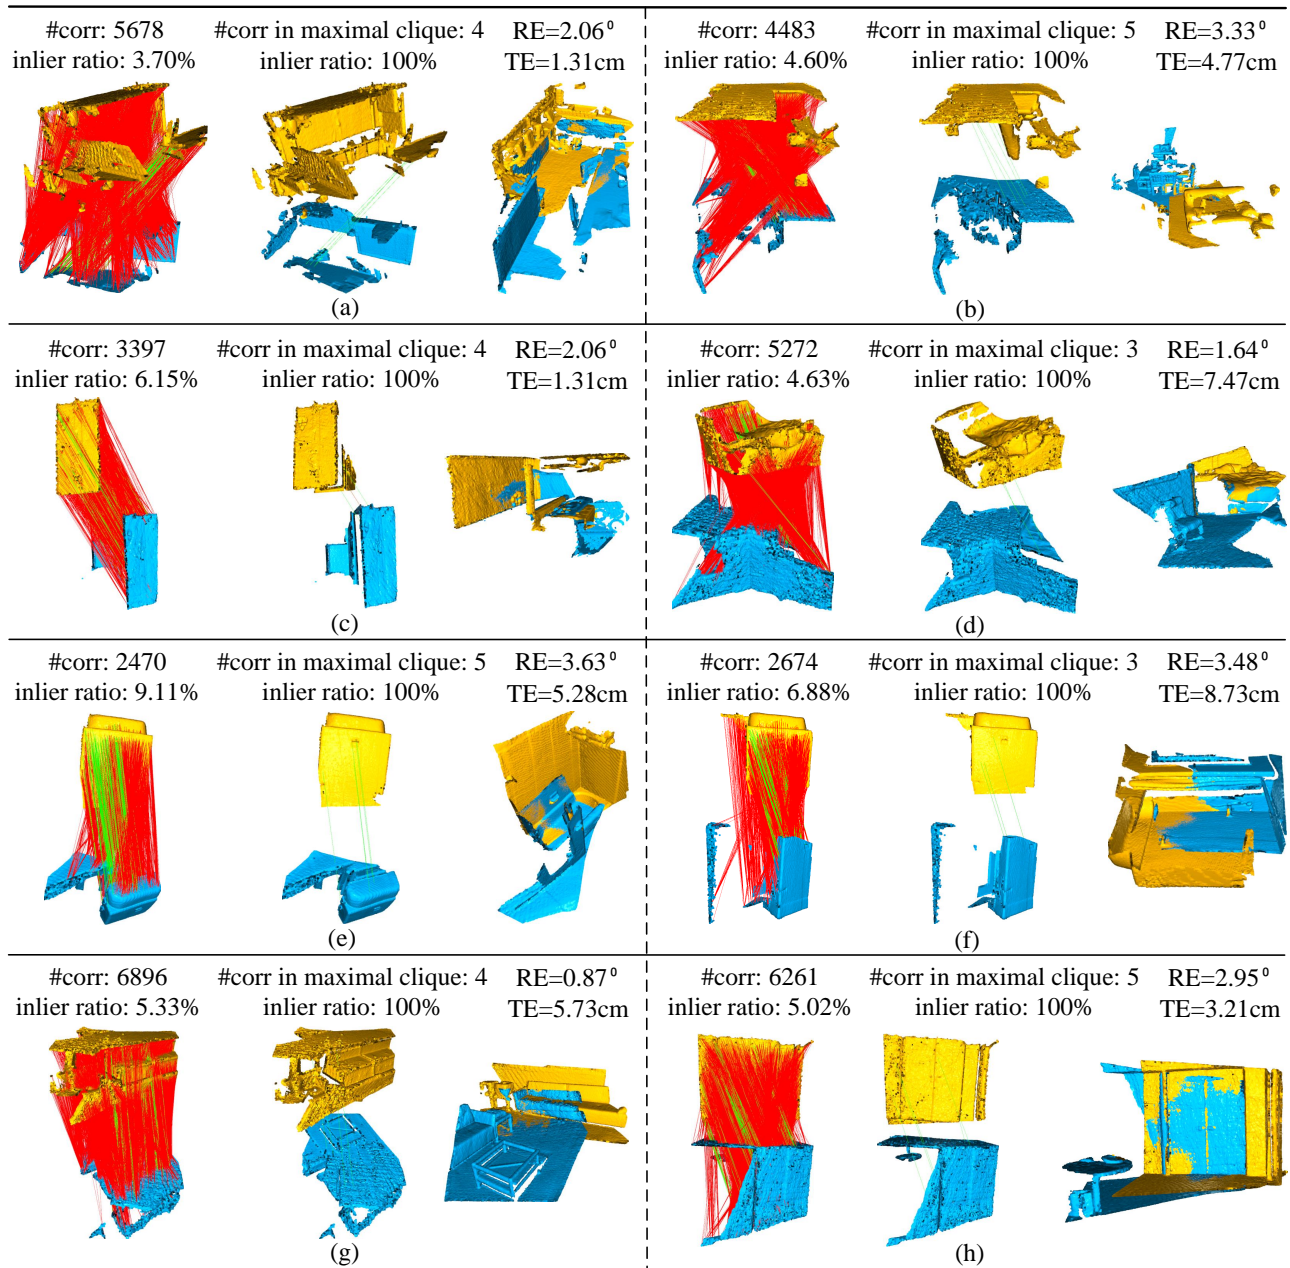 #corr: 5678
inlier ratio: 3.70%
#corr in maximal clique: 4
inlier ratio: 100%
RE=2.06⁰
TE=1.31cm
(a)
#corr: 4483
inlier ratio: 4.60%
#corr in maximal clique: 5
inlier ratio: 100%
RE=3.33⁰
TE=4.77cm
(b)
#corr: 3397
inlier ratio: 6.15%
#corr in maximal clique: 4
inlier ratio: 100%
RE=2.06⁰
TE=1.31cm
(c)
#corr: 5272
inlier ratio: 4.63%
#corr in maximal clique: 3
inlier ratio: 100%
RE=1.64⁰
TE=7.47cm
(d)
#corr: 2470
inlier ratio: 9.11%
#corr in maximal clique: 5
inlier ratio: 100%
RE=3.63⁰
TE=5.28cm
(e)
#corr: 2674
inlier ratio: 6.88%
#corr in maximal clique: 3
inlier ratio: 100%
RE=3.48⁰
TE=8.73cm
(f)
#corr: 6896
inlier ratio: 5.33%
#corr in maximal clique: 4
inlier ratio: 100%
RE=0.87⁰
TE=5.73cm
(g)
#corr: 6261
inlier ratio: 5.02%
#corr in maximal clique: 5
inlier ratio: 100%
RE=2.95⁰
TE=3.21cm
(h)